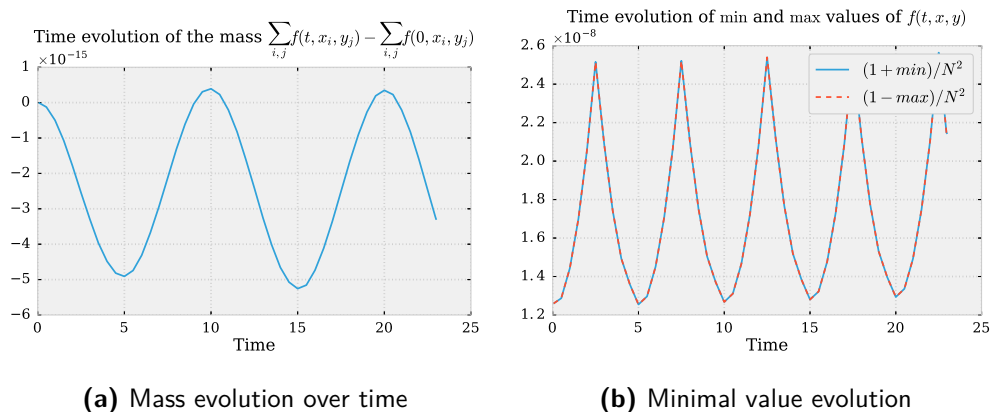 Time evolution of the mass ∑_{i,j} f(t, x_i, y_j) − ∑_{i,j} f(0, x_i, y_j)
×10⁻¹⁵
1
0
−1
−2
−3
−4
−5
−6
0 5 10 15 20 25
Time
(a) Mass evolution over time
Time evolution of min and max values of f(t, x, y)
×10⁻⁸
2.6
2.4
2.2
2.0
1.8
1.6
1.4
1.2
(1 + min)/N²
(1 − max)/N²
0 5 10 15 20 25
Time
(b) Minimal value evolution